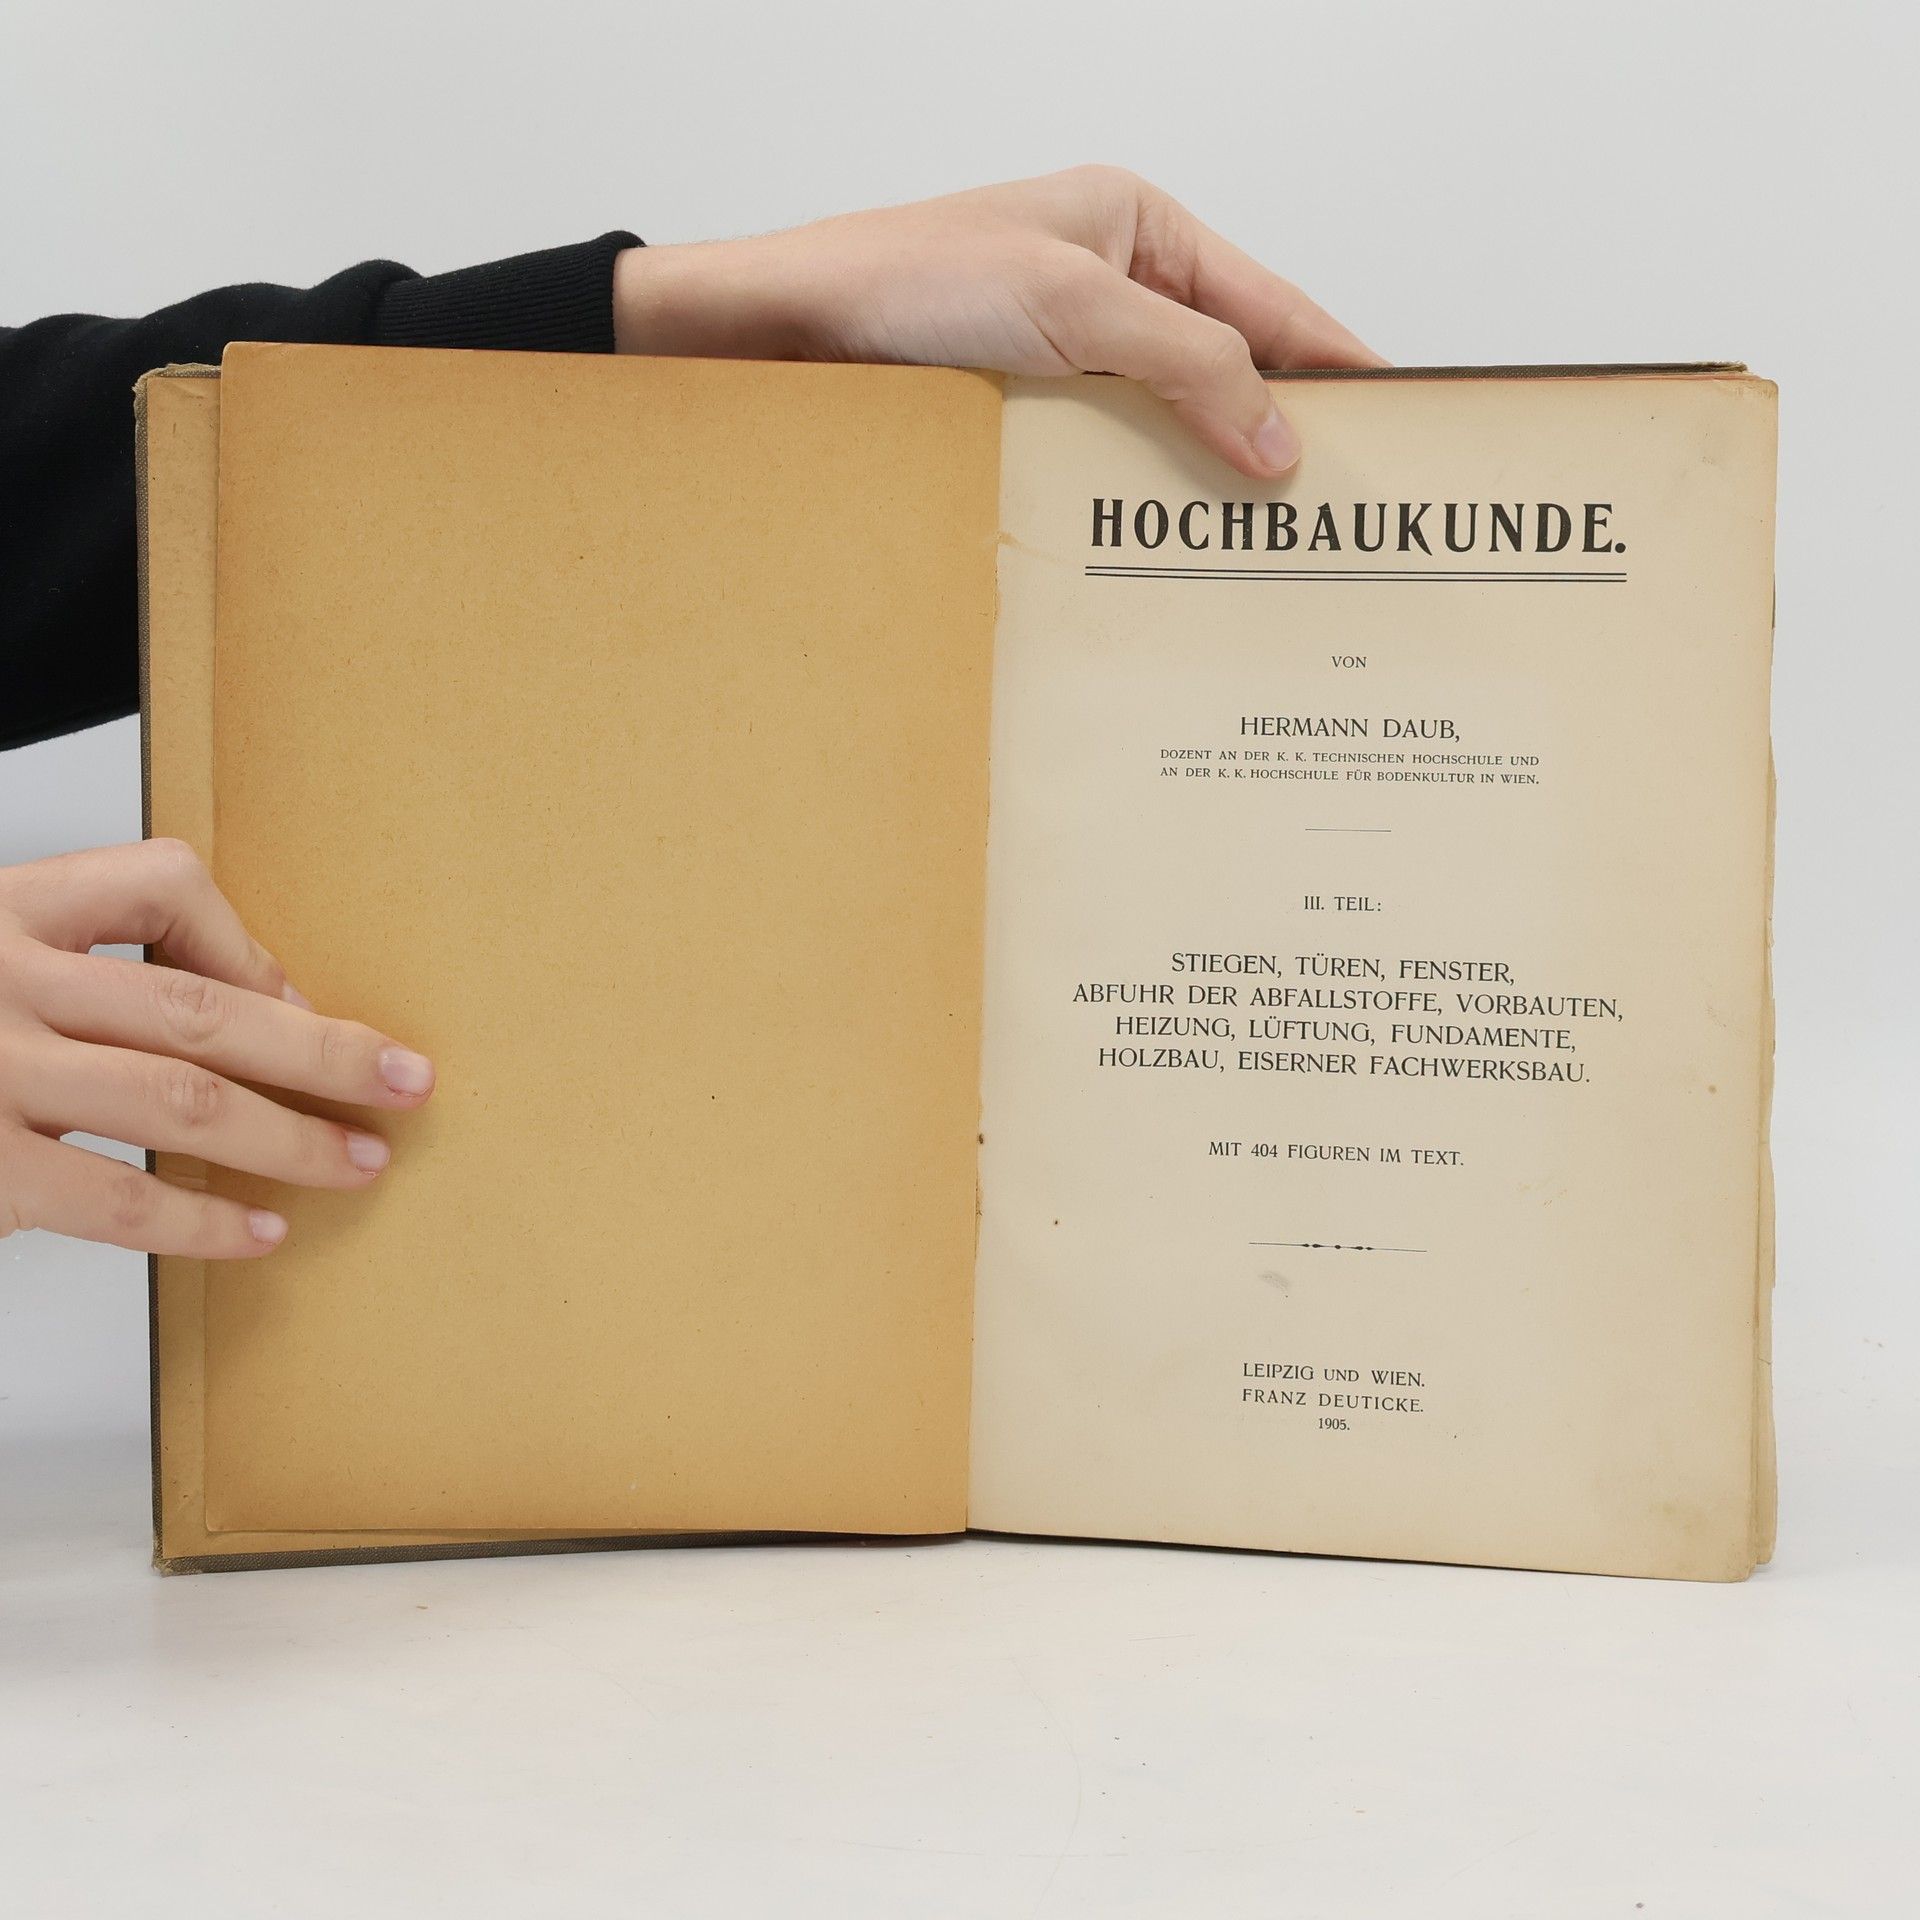 HOCHBAUKUNDE.
VON
HERMANN DAUB,
DOZENT AN DER K. K. TECHNISCHEN HOCHSCHULE UND
AN DER K. K. HOCHSCHULE FÜR BODENKULTUR IN WIEN.
III. TEIL:
STIEGEN, TÜREN, FENSTER,
ABFUHR DER ABFALLSTOFFE, VORBAUTEN,
HEIZUNG, LÜFTUNG, FUNDAMENTE,
HOLZBAU, EISERNER FACHWERKSBAU.
MIT 404 FIGUREN IM TEXT.
LEIPZIG UND WIEN.
FRANZ DEUTICKE.
1905.